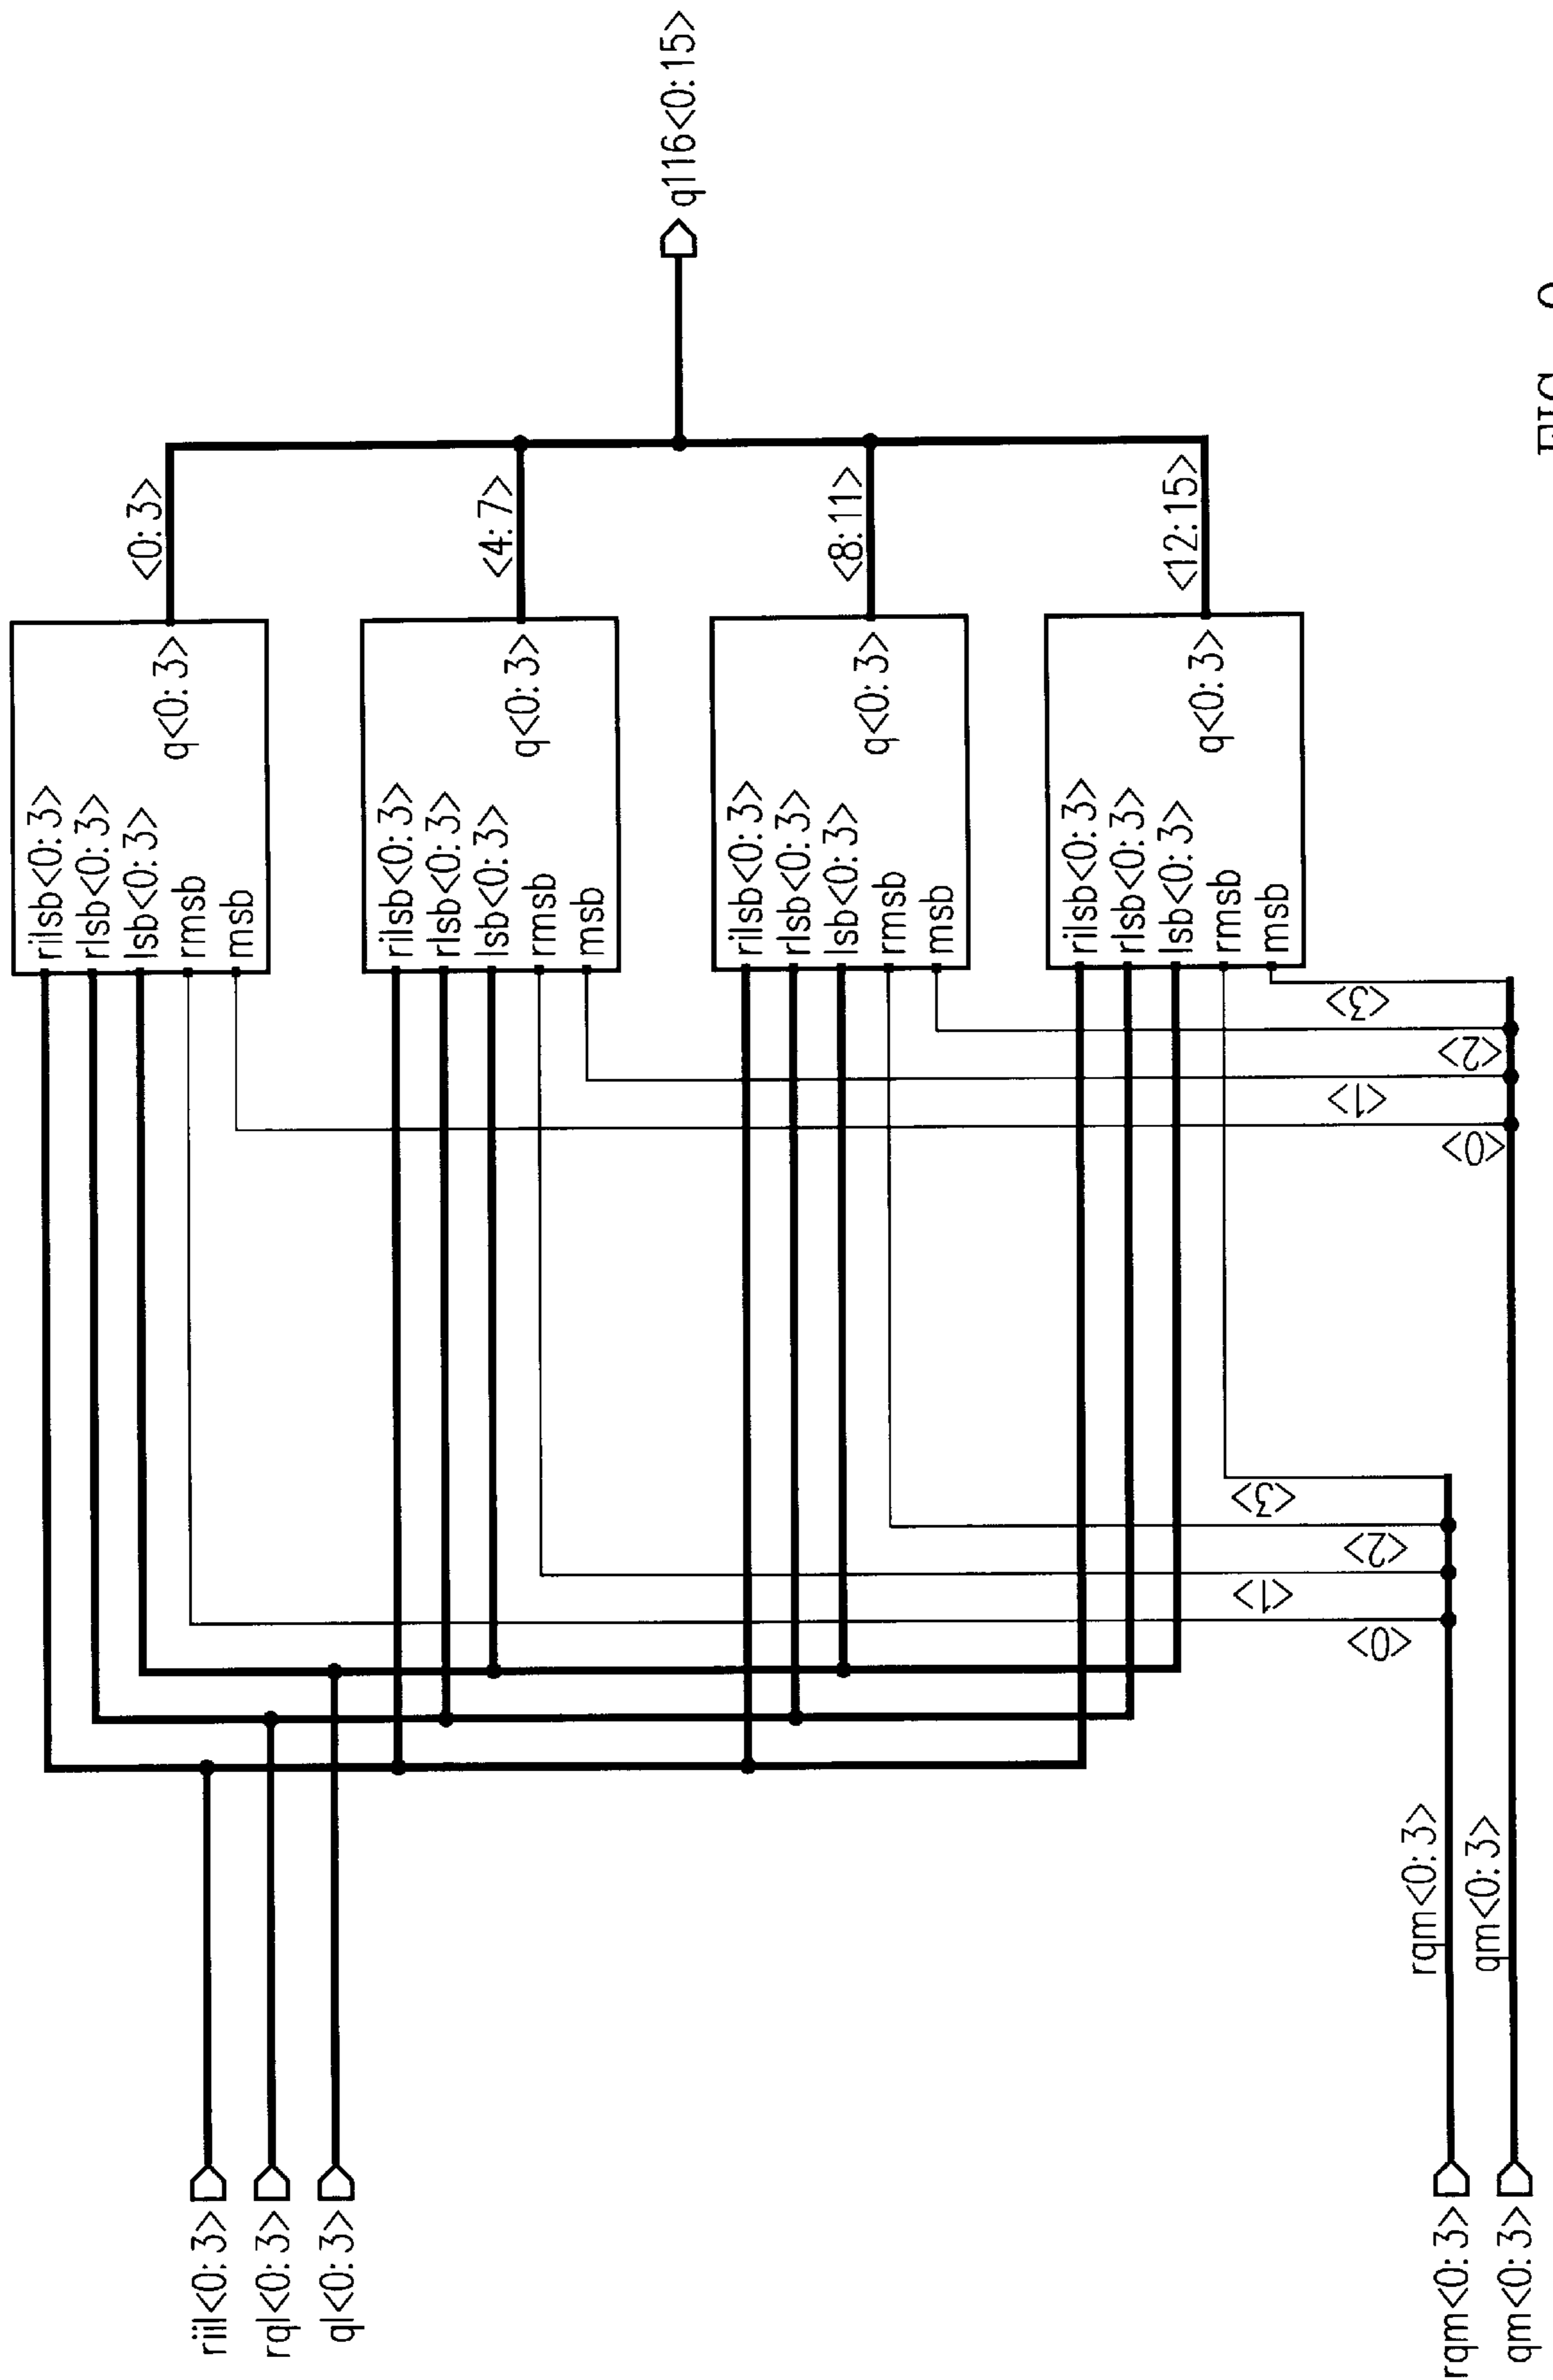 rilsb<0:3>
rlsb<0:3>
lsb<0:3>
rmsb
msb
q<0:3>
<0:3>
rilsb<0:3>
rlsb<0:3>
lsb<0:3>
rmsb
msb
q<0:3>
<4:7>
rilsb<0:3>
rlsb<0:3>
lsb<0:3>
rmsb
msb
q<0:3>
<8:11>
rilsb<0:3>
rlsb<0:3>
lsb<0:3>
rmsb
msb
q<0:3>
<12:15>
q116<0:15>
riil<0:3>
rql<0:3>
ql<0:3>
<0>
<1>
<2>
<3>
<0>
<1>
<2>
<3>
rqm<0:3>
rqm<0:3>
qm<0:3>
qm<0:3>
FIG.